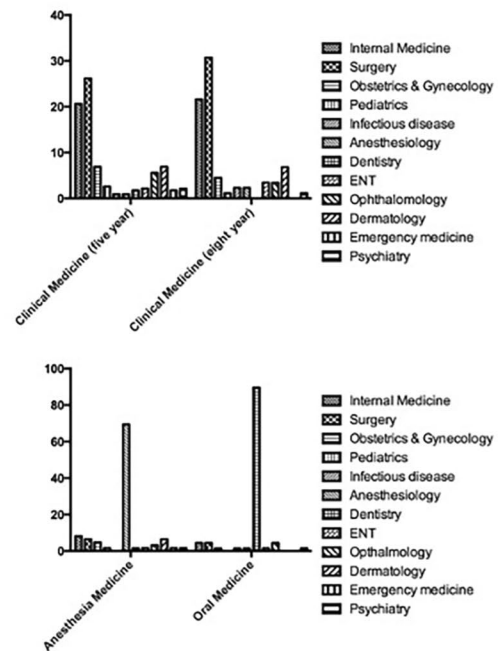 40
30
20
10
0
Clinical Medicine (five year)
Clinical Medicine (eight year)
Internal Medicine
Surgery
Obstetrics & Gynecology
Pediatrics
Infectious disease
Anesthesiology
Dentistry
ENT
Ophthalomology
Dermatology
Emergency medicine
Psychiatry
100
80
60
40
20
0
Anesthesia Medicine
Oral Medicine
Internal Medicine
Surgery
Obstetrics & Gynecology
Pediatrics
Infectious disease
Anesthesiology
Dentistry
ENT
Opthalmology
Dermatology
Emergency medicine
Psychiatry